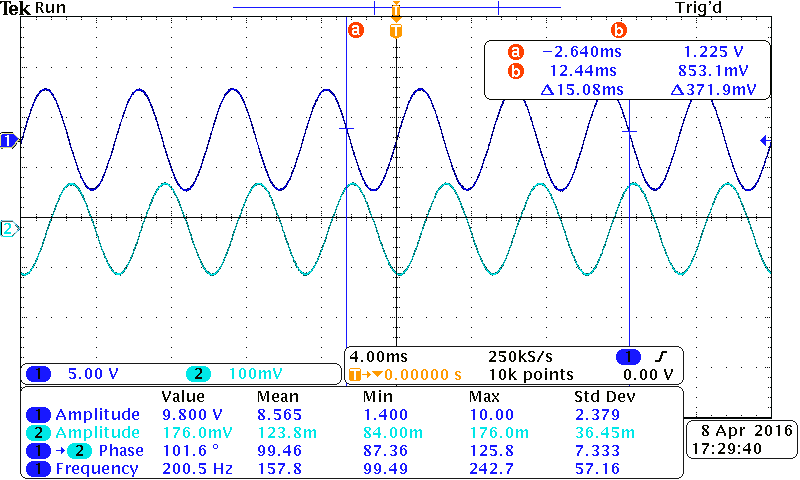 Tek Run Trig'd
T
a T b
a −2.640ms 1.225 V
b 12.44ms 853.1mV
Δ15.08ms Δ371.9mV
1
2
1 5.00 V 2 100mV
4.00ms 250kS/s 1
T→▼0.00000 s 10k points 0.00 V
Value Mean Min Max Std Dev
1 Amplitude 9.800 V 8.565 1.400 10.00 2.379
2 Amplitude 176.0mV 123.8m 84.00m 176.0m 36.45m
1 → 2 Phase 101.6 ° 99.46 87.36 125.8 7.333
1 Frequency 200.5 Hz 157.8 99.49 242.7 57.16
8 Apr 2016
17:29:40